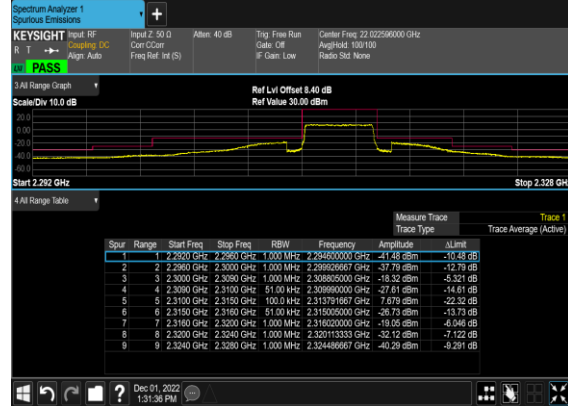 Spectrum Analyzer 1
Spurious Emissions
+
KEYSIGHT Input: RF Input Z: 50 Ω Atten: 40 dB Trig: Free Run Center Freq: 22.022596000 GHz
R T Coupling: DC Corr CCorr Gate: Off Avg|Hold: 100/100
Align: Auto Freq Ref: Int (S) IF Gain: Low Radio Std: None
PASS
3 All Range Graph
Ref Lvl Offset 8.40 dB
Scale/Div 10.0 dB Ref Value 30.00 dBm
20.0
0.00
-20.0
-40.0
-60.0
Start 2.292 GHz Stop 2.328 GHz
4 All Range Table
Measure Trace Trace 1
Trace Type Trace Average (Active)
Spur Range Start Freq Stop Freq RBW Frequency Amplitude ΔLimit
1 1 2.2920 GHz 2.2960 GHz 1.000 MHz 2.294600000 GHz -41.48 dBm -10.48 dB
2 2 2.2960 GHz 2.3000 GHz 1.000 MHz 2.299926667 GHz -37.79 dBm -12.79 dB
3 3 2.3000 GHz 2.3090 GHz 1.000 MHz 2.308805000 GHz -18.32 dBm -5.321 dB
4 4 2.3090 GHz 2.3100 GHz 51.00 kHz 2.309990000 GHz -27.61 dBm -14.61 dB
5 5 2.3100 GHz 2.3150 GHz 100.0 kHz 2.313791667 GHz 7.679 dBm -22.32 dB
6 6 2.3150 GHz 2.3160 GHz 51.00 kHz 2.315005000 GHz -26.73 dBm -13.73 dB
7 7 2.3160 GHz 2.3200 GHz 1.000 MHz 2.316020000 GHz -19.05 dBm -6.046 dB
8 8 2.3200 GHz 2.3240 GHz 1.000 MHz 2.320113333 GHz -32.12 dBm -7.122 dB
9 9 2.3240 GHz 2.3280 GHz 1.000 MHz 2.324486667 GHz -40.29 dBm -9.291 dB
? Dec 01, 2022
1:31:36 PM